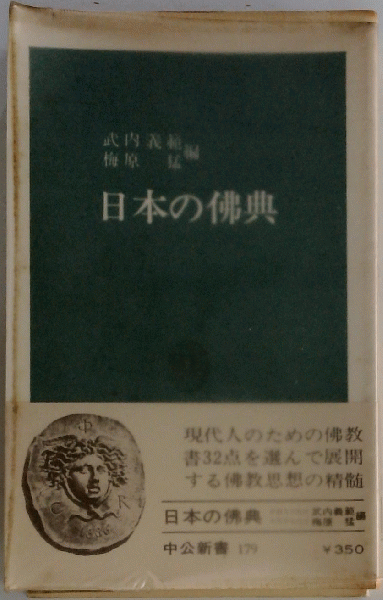 武内義範
梅原 猛 編
日本の佛典
現代人のための佛教
書32点を選んで展開
する佛教思想の精髄
日本の佛典 武内義範
梅原 猛 編
中公新書 179 ¥350